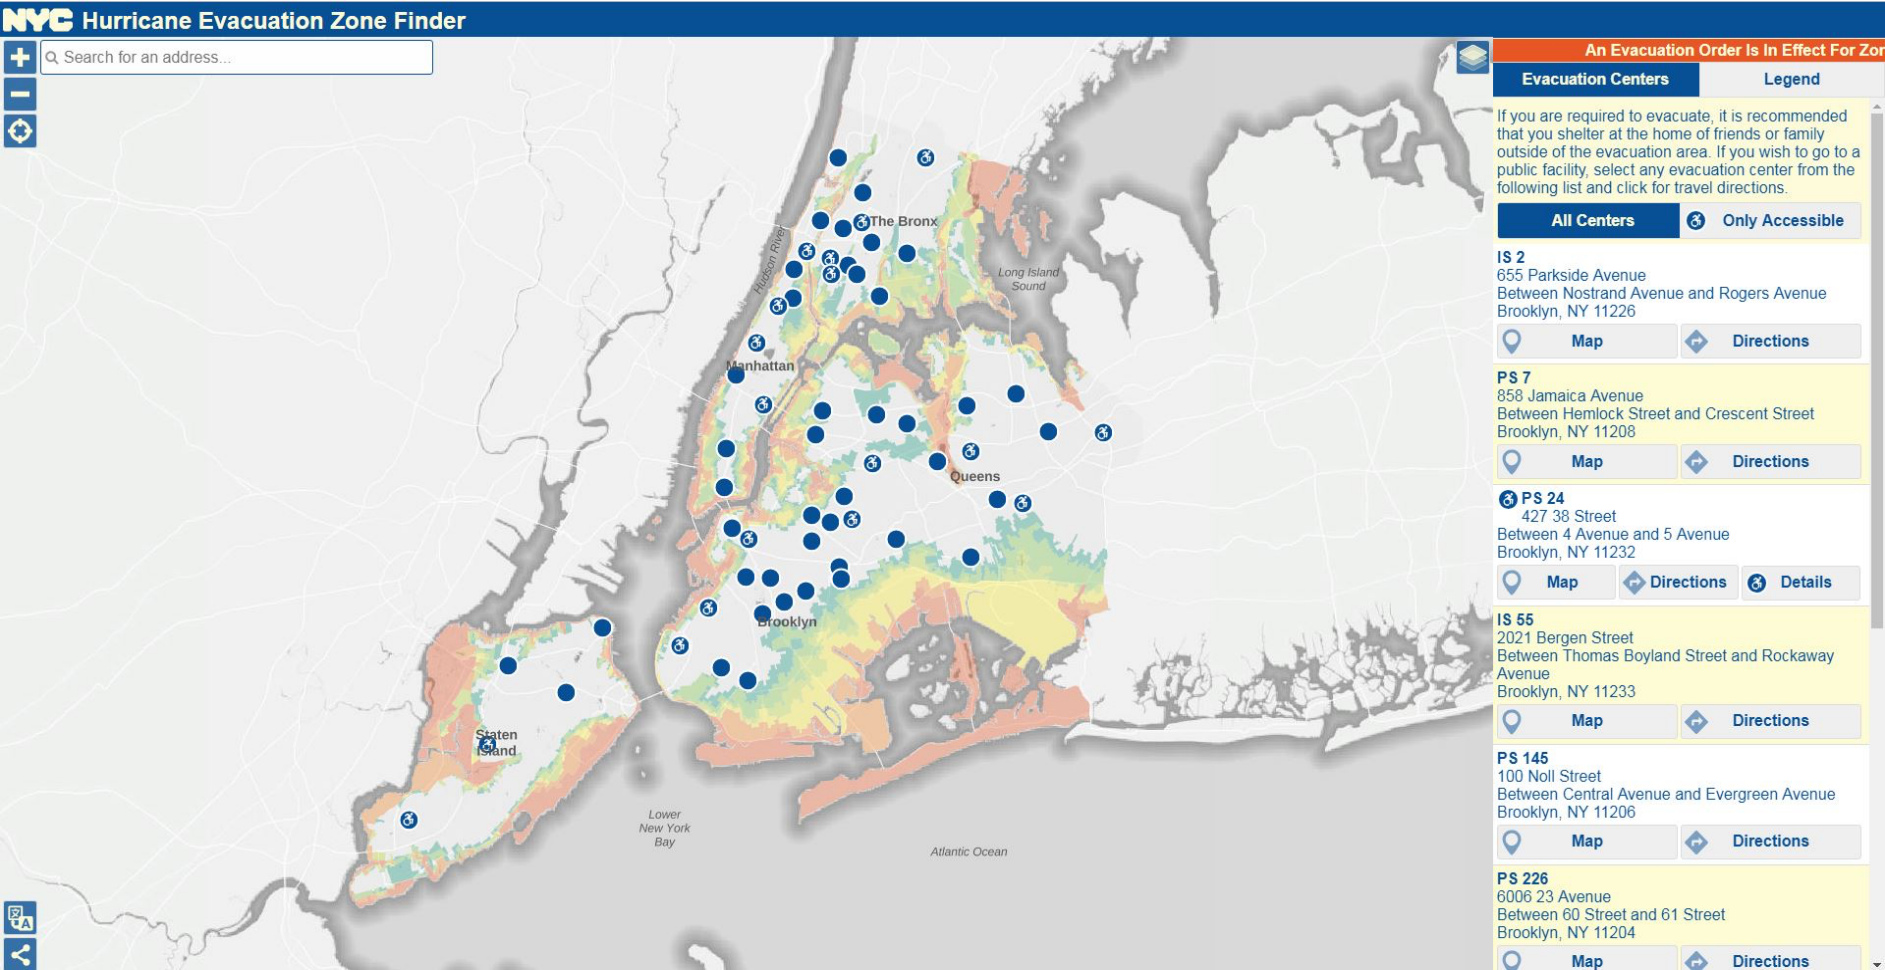 NYC Hurricane Evacuation Zone Finder
Search for an address...
An Evacuation Order Is In Effect For Zor
Evacuation Centers
Legend
If you are required to evacuate, it is recommended
that you shelter at the home of friends or family
outside of the evacuation area. If you wish to go to a
public facility, select any evacuation center from the
following list and click for travel directions.
All Centers
Only Accessible
IS 2
655 Parkside Avenue
Between Nostrand Avenue and Rogers Avenue
Brooklyn, NY 11226
Map
Directions
PS 7
858 Jamaica Avenue
Between Hemlock Street and Crescent Street
Brooklyn, NY 11208
Map
Directions
PS 24
427 38 Street
Between 4 Avenue and 5 Avenue
Brooklyn, NY 11232
Map
Directions
Details
IS 55
2021 Bergen Street
Between Thomas Boyland Street and Rockaway
Avenue
Brooklyn, NY 11233
Map
Directions
PS 145
100 Noll Street
Between Central Avenue and Evergreen Avenue
Brooklyn, NY 11206
Map
Directions
PS 226
6006 23 Avenue
Between 60 Street and 61 Street
Brooklyn, NY 11204
Map
Directions
The Bronx
Hudson River
Long Island
Sound
Manhattan
Queens
Brooklyn
Staten
Island
Lower
New York
Bay
Atlantic Ocean